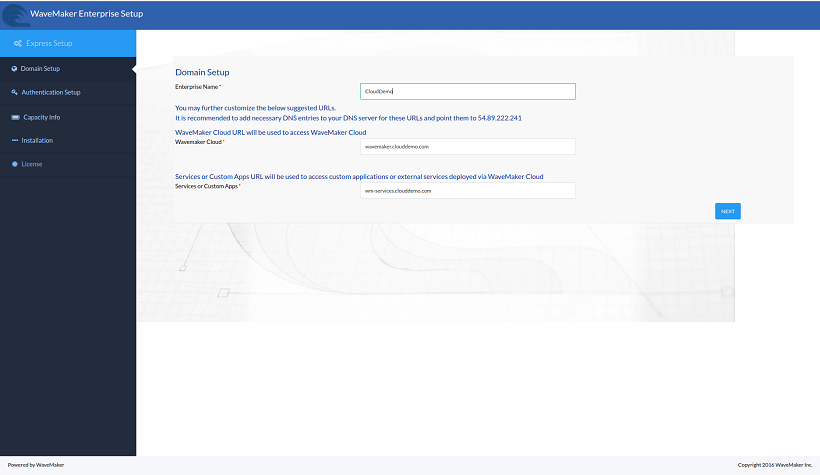 WaveMaker Enterprise Setup
Express Setup
Domain Setup
Authentication Setup
Capacity Info
Installation
License
Domain Setup
Enterprise Name *
CloudDemo
You may further customize the below suggested URLs.
It is recommended to add necessary DNS entries to your DNS server for these URLs and point them to 54.89.222.241
WaveMaker Cloud URL will be used to access WaveMaker Cloud
Wavemaker Cloud *
wavemaker.clouddemo.com
Services or Custom Apps URL will be used to access custom applications or external services deployed via WaveMaker Cloud
Services or Custom Apps *
wm-services.clouddemo.com
NEXT
Powered by WaveMaker
Copyright 2016 WaveMaker Inc.